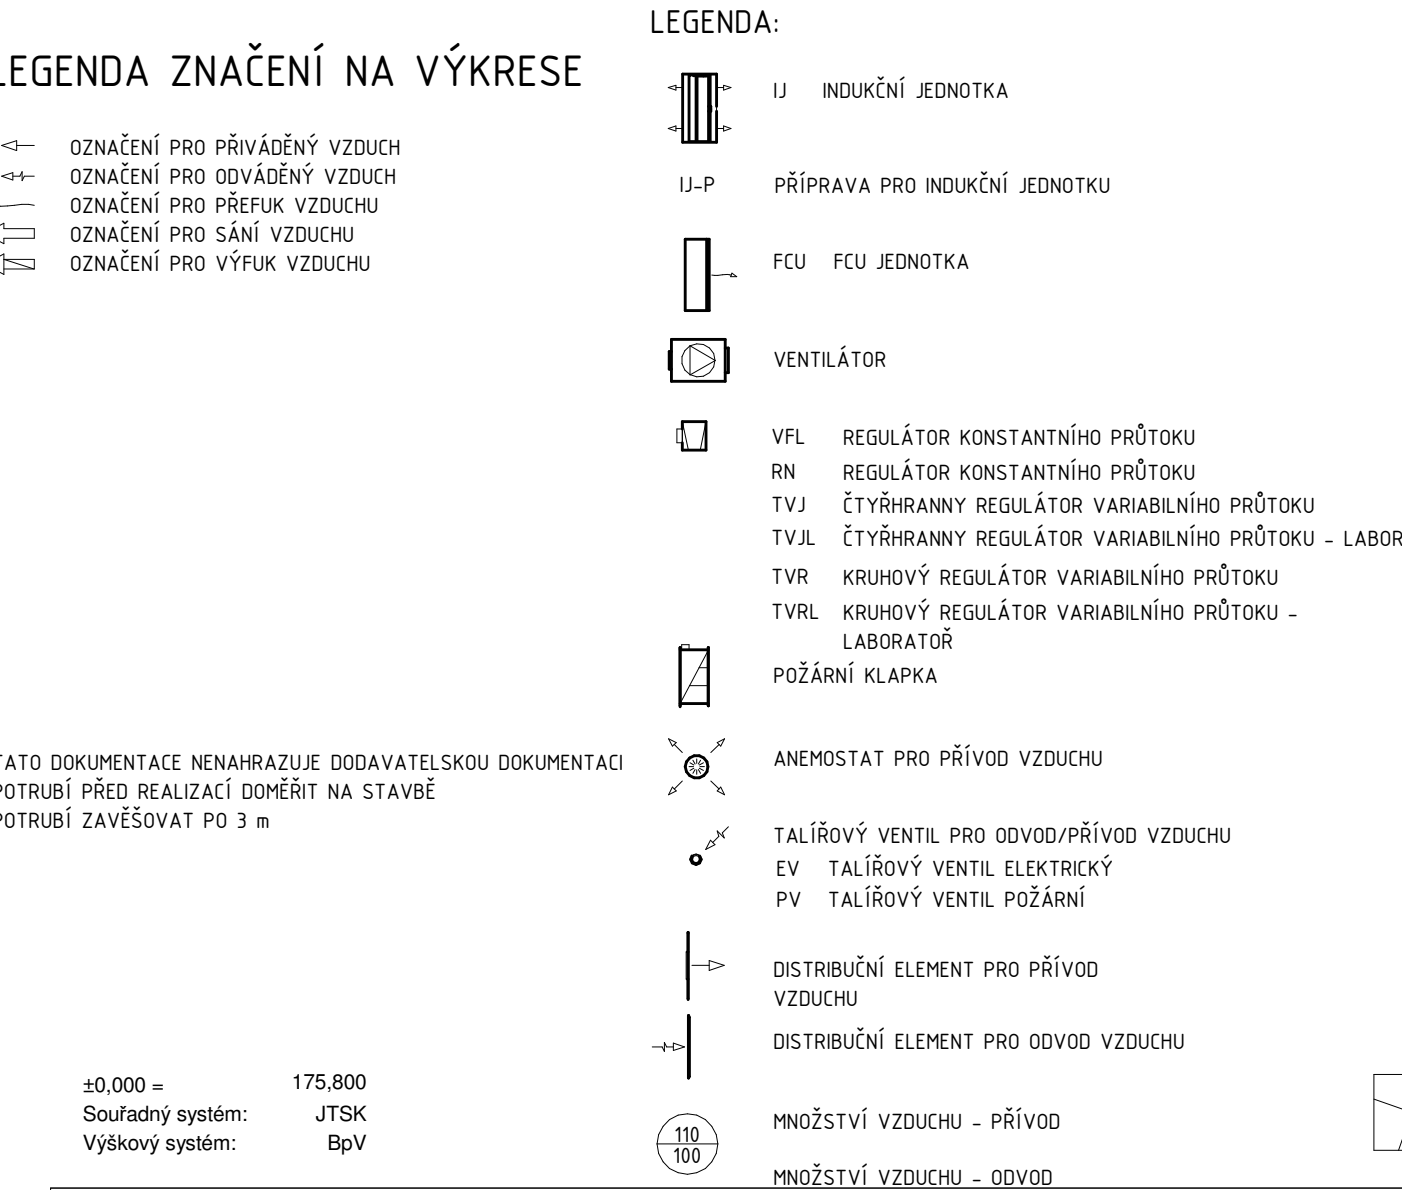 LEGENDA ZNAČENÍ NA VÝKRESE
OZNAČENÍ PRO PŘIVÁDĚNÝ VZDUCH
OZNAČENÍ PRO ODVÁDĚNÝ VZDUCH
OZNAČENÍ PRO PŘEFUK VZDUCHU
OZNAČENÍ PRO SÁNÍ VZDUCHU
OZNAČENÍ PRO VÝFUK VZDUCHU
TATO DOKUMENTACE NENAHRAZUJE DODAVATELSKOU DOKUMENTACI
POTRUBÍ PŘED REALIZACÍ DOMĚŘIT NA STAVBĚ
POTRUBÍ ZAVĚŠOVAT PO 3 m
±0,000 = 175,800
Souřadný systém: JTSK
Výškový systém: BpV
LEGENDA:
IJ INDUKČNÍ JEDNOTKA
IJ-P PŘÍPRAVA PRO INDUKČNÍ JEDNOTKU
FCU FCU JEDNOTKA
VENTILÁTOR
VFL REGULÁTOR KONSTANTNÍHO PRŮTOKU
RN REGULÁTOR KONSTANTNÍHO PRŮTOKU
TVJ ČTYŘHRANNY REGULÁTOR VARIABILNÍHO PRŮTOKU
TVJL ČTYŘHRANNY REGULÁTOR VARIABILNÍHO PRŮTOKU - LABOR
TVR KRUHOVÝ REGULÁTOR VARIABILNÍHO PRŮTOKU
TVRL KRUHOVÝ REGULÁTOR VARIABILNÍHO PRŮTOKU -
LABORATOŘ
POŽÁRNÍ KLAPKA
ANEMOSTAT PRO PŘÍVOD VZDUCHU
TALÍŘOVÝ VENTIL PRO ODVOD/PŘÍVOD VZDUCHU
EV TALÍŘOVÝ VENTIL ELEKTRICKÝ
PV TALÍŘOVÝ VENTIL POŽÁRNÍ
DISTRIBUČNÍ ELEMENT PRO PŘÍVOD
VZDUCHU
DISTRIBUČNÍ ELEMENT PRO ODVOD VZDUCHU
110
100
MNOŽSTVÍ VZDUCHU - PŘÍVOD
MNOŽSTVÍ VZDUCHU - ODVOD